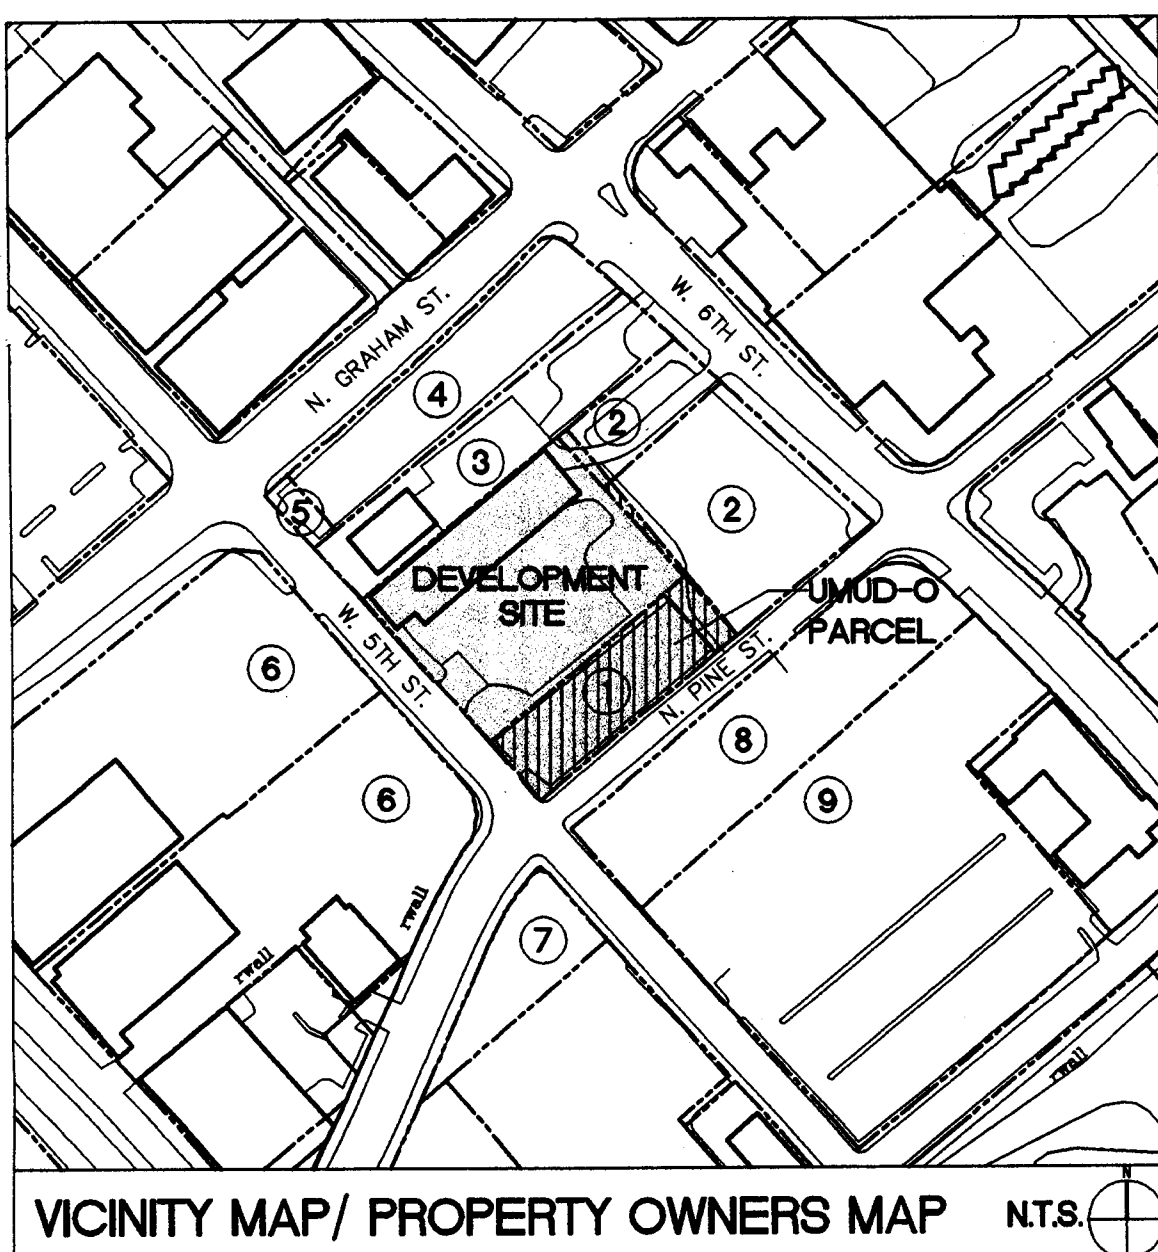 W. 6TH ST.
N. GRAHAM ST.
4
2
3
5
2
DEVELOPMENT
SITE
UMUD-O
PARCEL
W. 5TH ST.
6
1
N. PINE ST.
8
6
9
rwall
7
rwall
rwall
VICINITY MAP/ PROPERTY OWNERS MAP
N.T.S.
N